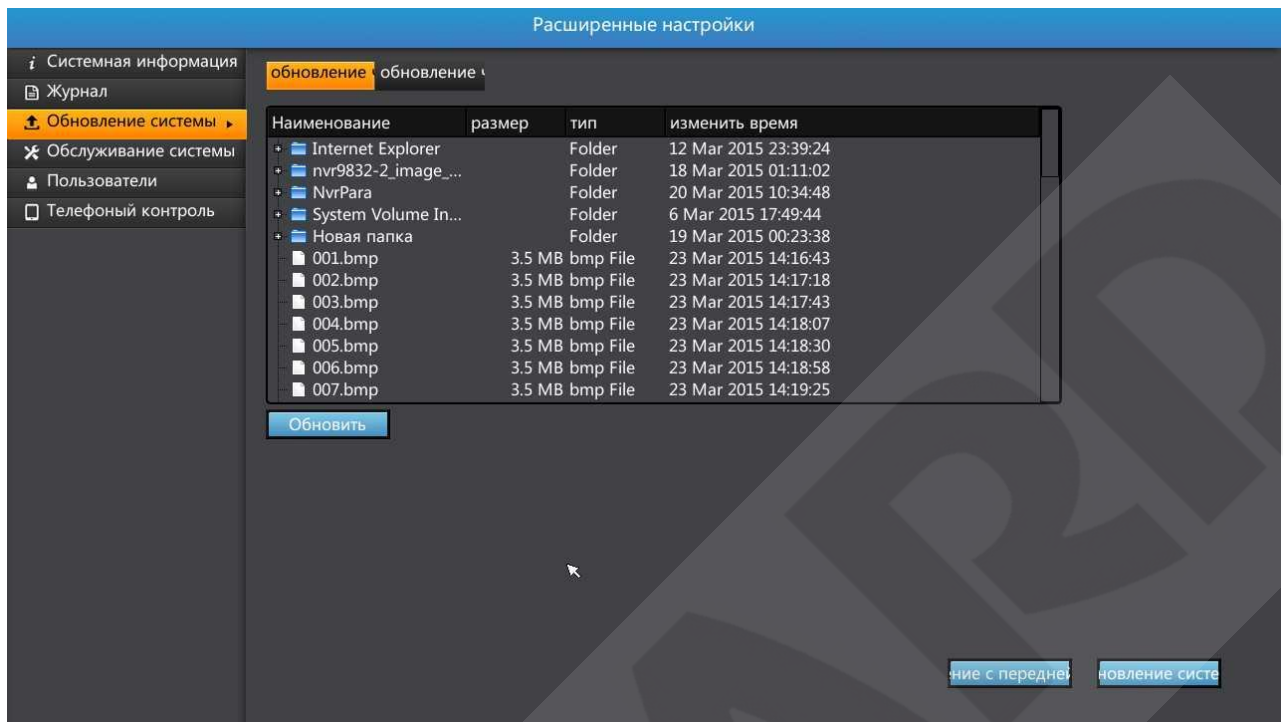 Расширенные настройки
i Системная информация
Журнал
Обновление системы
Обслуживание системы
Пользователи
Телефоный контроль
обновление обновление
Наименование размер тип изменить время
Internet Explorer Folder 12 Mar 2015 23:39:24
nvr9832-2_image_... Folder 18 Mar 2015 01:11:02
NvrPara Folder 20 Mar 2015 10:34:48
System Volume In... Folder 6 Mar 2015 17:49:44
Новая папка Folder 19 Mar 2015 00:23:38
001.bmp 3.5 MB bmp File 23 Mar 2015 14:16:43
002.bmp 3.5 MB bmp File 23 Mar 2015 14:17:18
003.bmp 3.5 MB bmp File 23 Mar 2015 14:17:43
004.bmp 3.5 MB bmp File 23 Mar 2015 14:18:07
005.bmp 3.5 MB bmp File 23 Mar 2015 14:18:30
006.bmp 3.5 MB bmp File 23 Mar 2015 14:18:58
007.bmp 3.5 MB bmp File 23 Mar 2015 14:19:25
Обновить
ние с передней новление систе